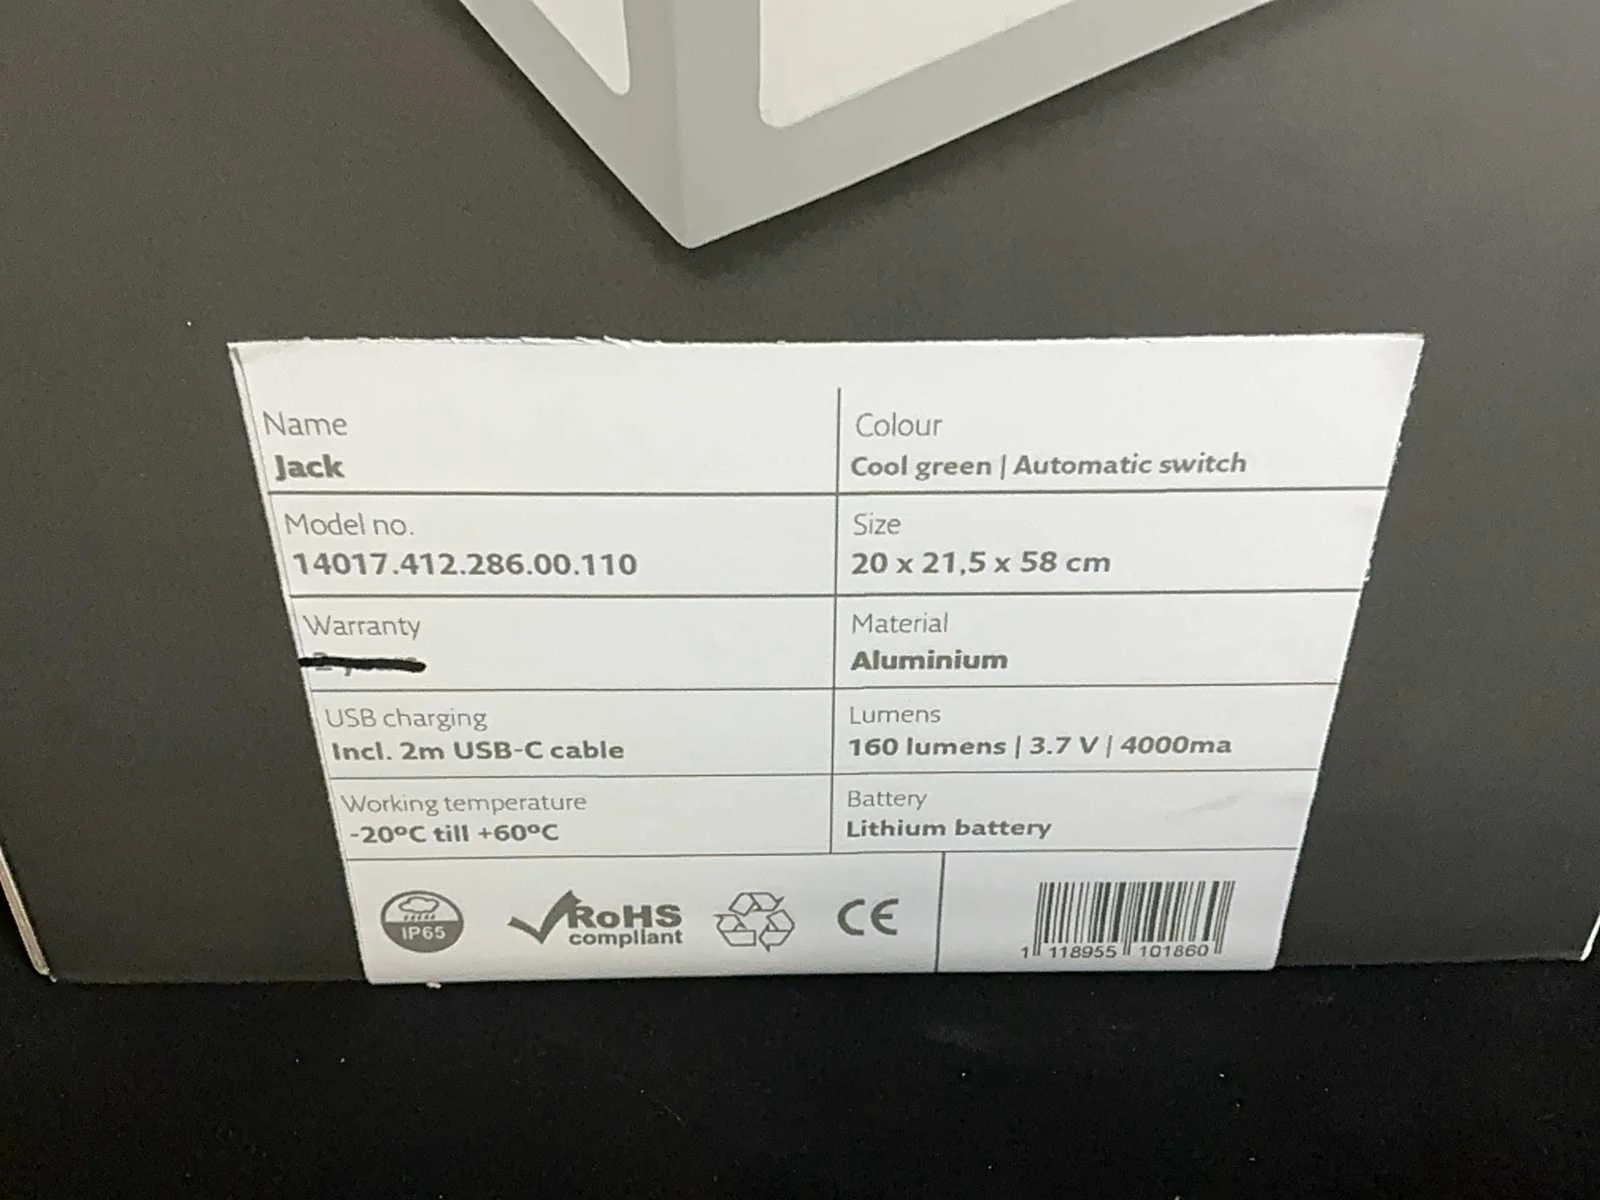 Name
Jack
Colour
Cool green | Automatic switch
Model no.
14017.412.286.00.110
Size
20 x 21,5 x 58 cm
Warranty
Material
Aluminium
USB charging
Incl. 2m USB-C cable
Lumens
160 lumens | 3.7 V | 4000ma
Working temperature
-20ºC till +60ºC
Battery
Lithium battery
IP65
RoHS
compliant
CE
1 118955 101860